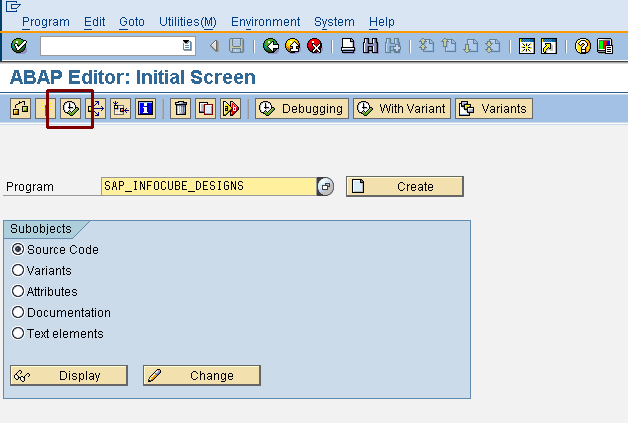 Program Edit Goto Utilities(M) Environment System Help
ABAP Editor: Initial Screen
Debugging With Variant Variants
Program SAP_INFOCUBE_DESIGNS Create
Subobjects
Source Code
Variants
Attributes
Documentation
Text elements
Display Change